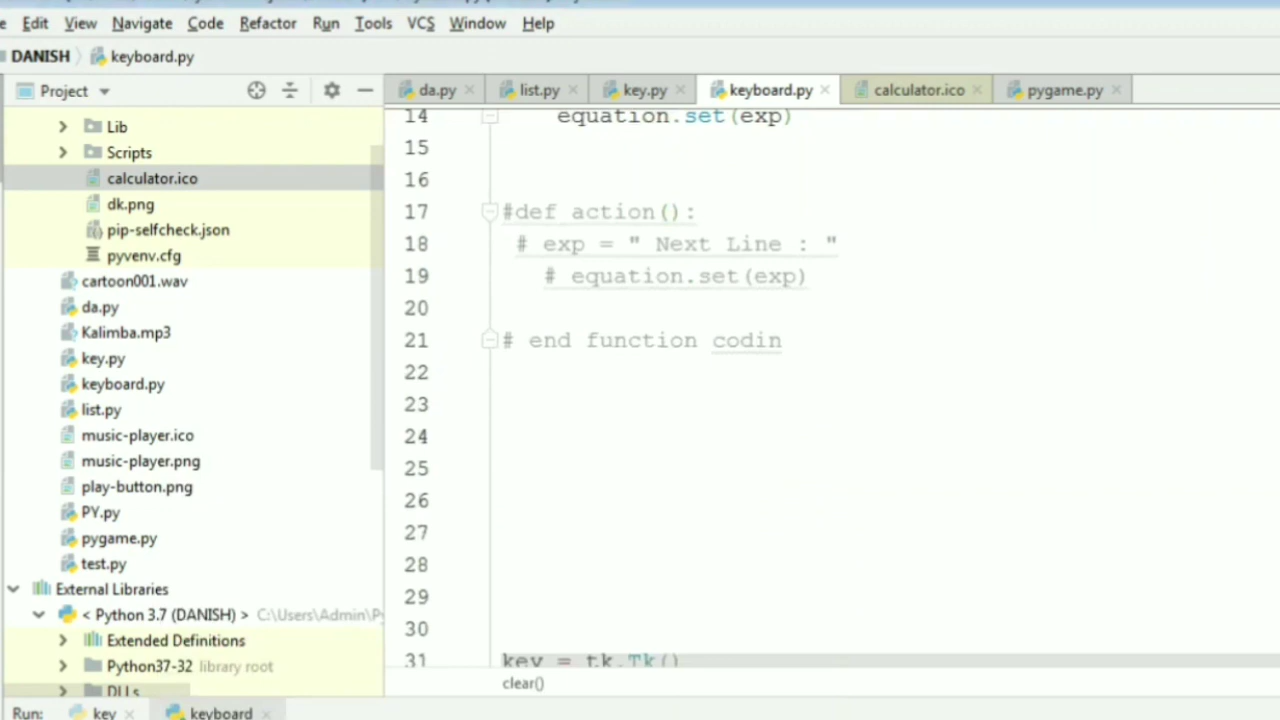 Edit View Navigate Code Refactor Run Tools VCS Window Help
DANISH keyboard.py
Project
da.py list.py key.py keyboard.py calculator.ico pygame.py
Lib
Scripts
calculator.ico
dk.png
pip-selfcheck.json
pyvenv.cfg
cartoon001.wav
da.py
Kalimba.mp3
key.py
keyboard.py
list.py
music-player.ico
music-player.png
play-button.png
PY.py
pygame.py
test.py
External Libraries
< Python 3.7 (DANISH) > C:\Users\Admin\Py
Extended Definitions
Python37-32 library root
DLLs
14 equation.set(exp)
15
16
17 #def action():
18 # exp = " Next Line : "
19 # equation.set(exp)
20
21 # end function codin
22
23
24
25
26
27
28
29
30
31 key = tk.Tk()
clear()
Run: key keyboard